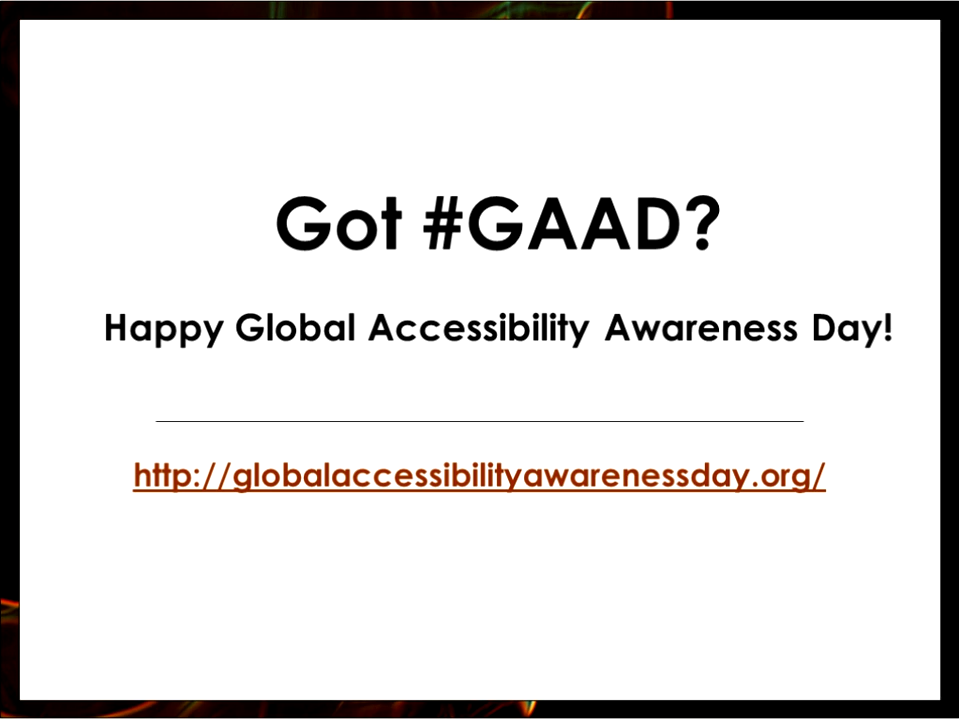 Got #GAAD?
Happy Global Accessibility Awareness Day!
http://globalaccessibilityawarenessday.org/